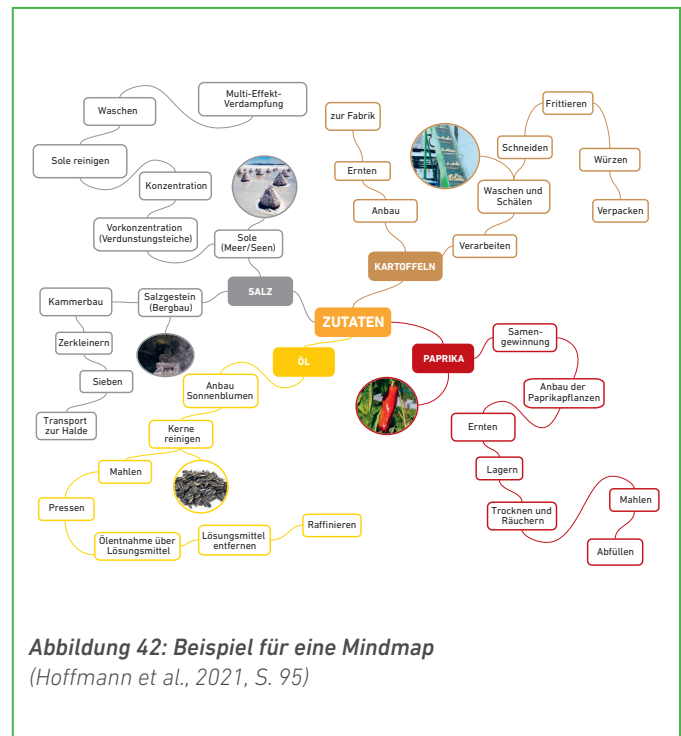 ZUTATEN
SALZ
Sole
(Meer/Seen)
Vorkonzentration
(Verdunstungsteiche)
Konzentration
Sole reinigen
Waschen
Multi-Effekt-
Verdampfung
Salzgestein
(Bergbau)
Kammerbau
Zerkleinern
Sieben
Transport
zur Halde
KARTOFFELN
Anbau
Ernten
zur Fabrik
Verarbeiten
Waschen und
Schälen
Schneiden
Frittieren
Würzen
Verpacken
ÖL
Anbau
Sonnenblumen
Kerne
reinigen
Mahlen
Pressen
Ölentnahme über
Lösungsmittel
Lösungsmittel
entfernen
Raffinieren
PAPRIKA
Samen-
gewinnung
Anbau der
Paprikapflanzen
Ernten
Lagern
Trocknen und
Räuchern
Mahlen
Abfüllen
Abbildung 42: Beispiel für eine Mindmap
(Hoffmann et al., 2021, S. 95)